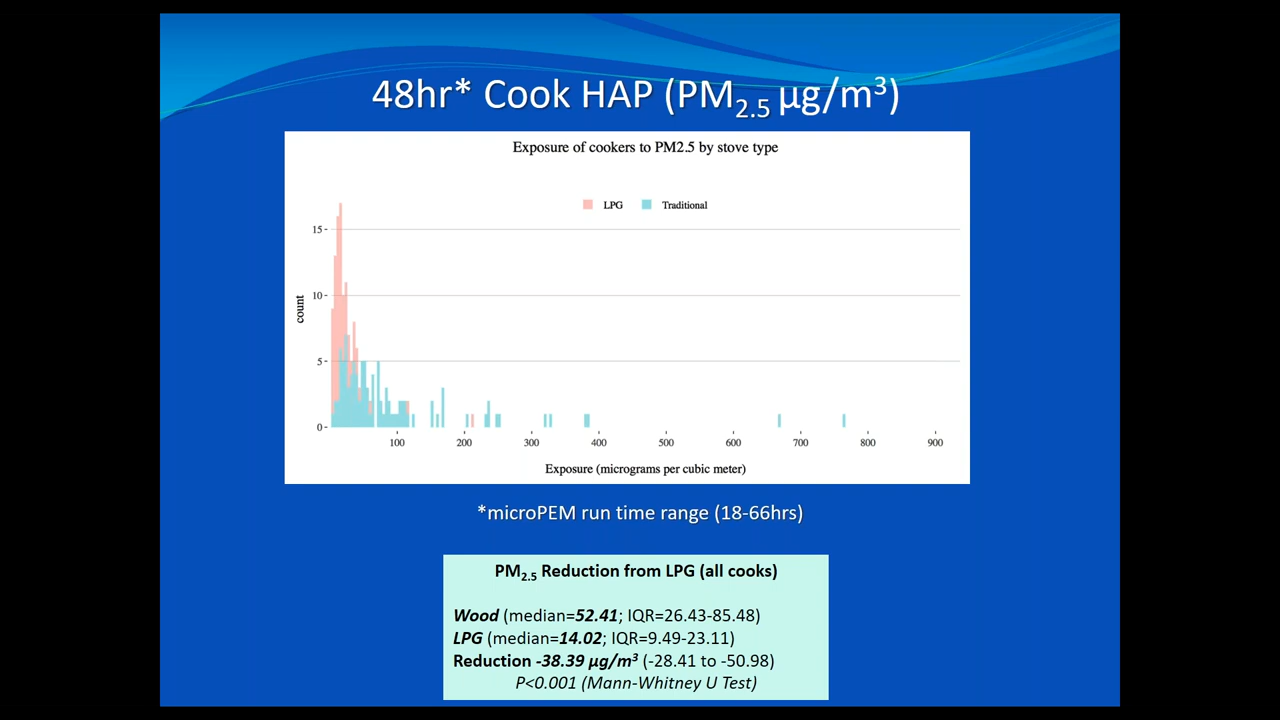 48hr* Cook HAP (PM2.5 µg/m³)
Exposure of cookers to PM2.5 by stove type
LPG Traditional
15
10
5
0
count
100 200 300 400 500 600 700 800 900
Exposure (micrograms per cubic meter)
*microPEM run time range (18-66hrs)
PM2.5 Reduction from LPG (all cooks)
Wood (median=52.41; IQR=26.43-85.48)
LPG (median=14.02; IQR=9.49-23.11)
Reduction -38.39 µg/m³ (-28.41 to -50.98)
P<0.001 (Mann-Whitney U Test)